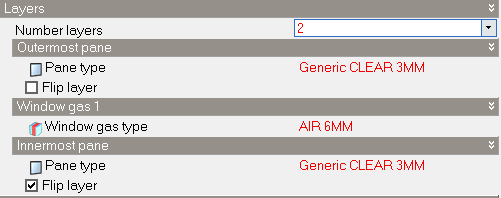 Layers
Number layers 2
Outermost pane
Pane type Generic CLEAR 3MM
Flip layer
Window gas 1
Window gas type AIR 6MM
Innermost pane
Pane type Generic CLEAR 3MM
Flip layer